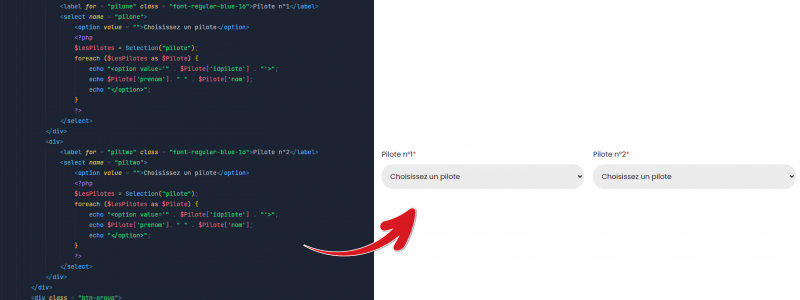 <label for = "pilone" class = "font-regular-blue-16">Pilote n°1</label>
<select name = "pilone">
<option value = "">Choisissez un pilote</option>
<?php
$LesPilotes = Selection("pilote");
foreach ($LesPilotes as $Pilote) {
echo "<option value='" . $Pilote['idpilote'] . "'>";
echo $Pilote['prenom']. " " . $Pilote['nom'];
echo "</option>";
}
?>
</select>
</div>
<div>
<label for = "piltwo" class = "font-regular-blue-16">Pilote n°2</label>
<select name = "piltwo">
<option value = "">Choisissez un pilote</option>
<?php
$LesPilotes = Selection("pilote");
foreach ($LesPilotes as $Pilote) {
echo "<option value='" . $Pilote['idpilote'] . "'>";
echo $Pilote['prenom']. " " . $Pilote['nom'];
echo "</option>";
}
?>
</select>
</div>
</div>
<div class = "btn-group">
Pilote n°1*
Choisissez un pilote
Pilote n°2*
Choisissez un pilote